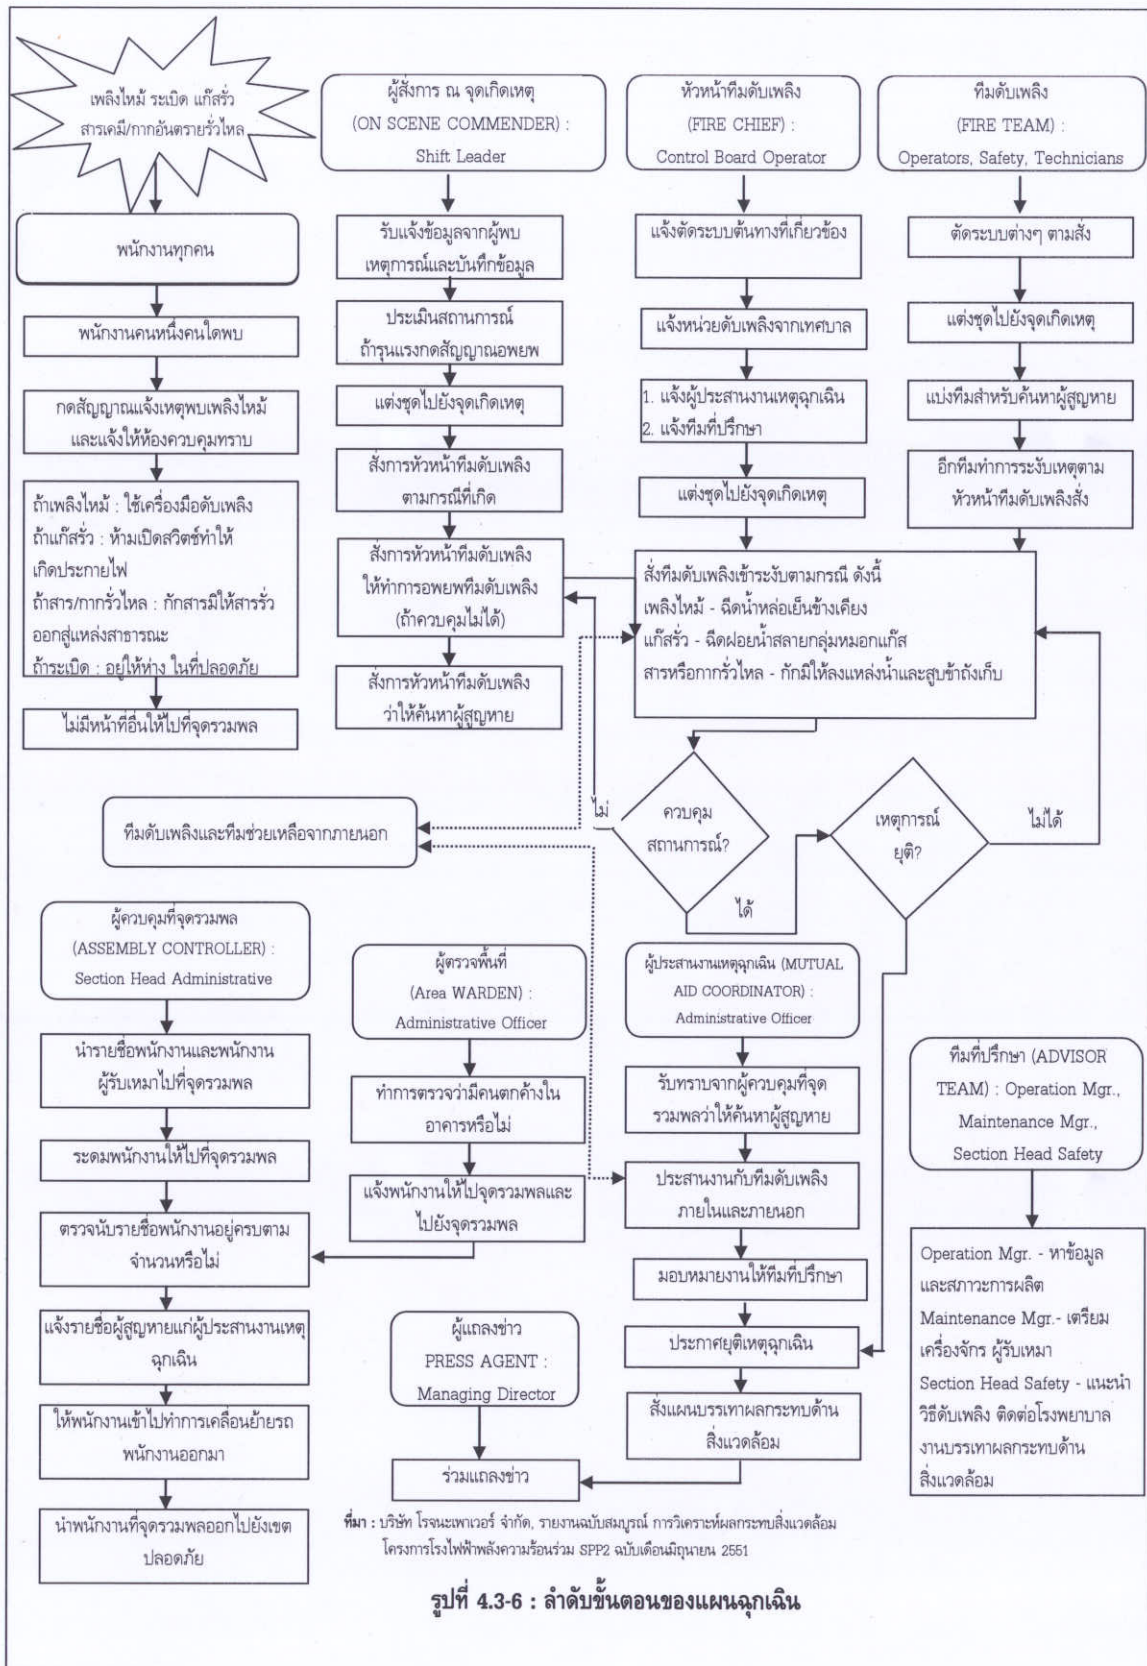 เพลิงไหม้ ระเบิด แก๊สรั่ว
สารเคมี/กากอันตรายรั่วไหล
พนักงานทุกคน
พนักงานคนหนึ่งคนใดพบ
กดสัญญาณแจ้งเหตุพบเพลิงไหม้
และแจ้งให้ห้องควบคุมทราบ
ถ้าเพลิงไหม้ : ใช้เครื่องมือดับเพลิง
ถ้าแก๊สรั่ว : ห้ามเปิดสวิตช์ทำให้
เกิดประกายไฟ
ถ้าสาร/กากรั่วไหล : กักสารมิให้สารรั่ว
ออกสู่แหล่งสาธารณะ
ถ้าระเบิด : อยู่ให้ห่าง ในที่ปลอดภัย
ไม่มีหน้าที่อื่นให้ไปที่จุดรวมพล
ผู้สั่งการ ณ จุดเกิดเหตุ
(ON SCENE COMMENDER) :
Shift Leader
รับแจ้งข้อมูลจากผู้พบ
เหตุการณ์และบันทึกข้อมูล
ประเมินสถานการณ์
ถ้ารุนแรงกดสัญญาณอพยพ
แต่งชุดไปยังจุดเกิดเหตุ
สั่งการหัวหน้าทีมดับเพลิง
ตามกรณีที่เกิด
สั่งการหัวหน้าทีมดับเพลิง
ให้ทำการอพยพทีมดับเพลิง
(ถ้าควบคุมไม่ได้)
สั่งการหัวหน้าทีมดับเพลิง
ว่าให้ค้นหาผู้สูญหาย
หัวหน้าทีมดับเพลิง
(FIRE CHIEF) :
Control Board Operator
แจ้งตัดระบบต้นทางที่เกี่ยวข้อง
แจ้งหน่วยดับเพลิงจากเทศบาล
1. แจ้งผู้ประสานงานเหตุฉุกเฉิน
2. แจ้งทีมที่ปรึกษา
แต่งชุดไปยังจุดเกิดเหตุ
ทีมดับเพลิง
(FIRE TEAM) :
Operators, Safety, Technicians
ตัดระบบต่างๆ ตามสั่ง
แต่งชุดไปยังจุดเกิดเหตุ
แบ่งทีมสำหรับค้นหาผู้สูญหาย
อีกทีมทำการระงับเหตุตาม
หัวหน้าทีมดับเพลิงสั่ง
สั่งทีมดับเพลิงเข้าระงับตามกรณี ดังนี้
เพลิงไหม้ - ฉีดน้ำหล่อเย็นข้างเคียง
แก๊สรั่ว - ฉีดฝอยน้ำสลายกลุ่มหมอกแก๊ส
สารหรือกากรั่วไหล - กักมิให้ลงแหล่งน้ำและสูบข้าถังเก็บ
ไม่
ควบคุม
สถานการณ์?
ได้
เหตุการณ์
ยุติ?
ไม่ได้
ทีมดับเพลิงและทีมช่วยเหลือจากภายนอก
ผู้ควบคุมที่จุดรวมพล
(ASSEMBLY CONTROLLER) :
Section Head Administrative
นำรายชื่อพนักงานและพนักงาน
ผู้รับเหมาไปที่จุดรวมพล
ระดมพนักงานให้ไปที่จุดรวมพล
ตรวจนับรายชื่อพนักงานอยู่ครบตาม
จำนวนหรือไม่
แจ้งรายชื่อผู้สูญหายแก่ผู้ประสานงานเหตุ
ฉุกเฉิน
ให้พนักงานเข้าไปทำการเคลื่อนย้ายรถ
พนักงานออกมา
นำพนักงานที่จุดรวมพลออกไปยังเขต
ปลอดภัย
ผู้ตรวจพื้นที่
(Area WARDEN) :
Administrative Officer
ทำการตรวจว่ามีคนตกค้างใน
อาคารหรือไม่
แจ้งพนักงานให้ไปจุดรวมพลและ
ไปยังจุดรวมพล
ผู้แถลงข่าว
PRESS AGENT :
Managing Director
ร่วมแถลงข่าว
ผู้ประสานงานเหตุฉุกเฉิน (MUTUAL
AID COORDINATOR) :
Administrative Officer
รับทราบจากผู้ควบคุมที่จุด
รวมพลว่าให้ค้นหาผู้สูญหาย
ประสานงานกับทีมดับเพลิง
ภายในและภายนอก
มอบหมายงานให้ทีมที่ปรึกษา
ประกาศยุติเหตุฉุกเฉิน
สั่งแผนบรรเทาผลกระทบด้าน
สิ่งแวดล้อม
ทีมที่ปรึกษา (ADVISOR
TEAM) : Operation Mgr.,
Maintenance Mgr.,
Section Head Safety
Operation Mgr. - หาข้อมูล
และสภาวะการผลิต
Maintenance Mgr.- เตรียม
เครื่องจักร ผู้รับเหมา
Section Head Safety - แนะนำ
วิธีดับเพลิง ติดต่อโรงพยาบาล
งานบรรเทาผลกระทบด้าน
สิ่งแวดล้อม
ที่มา : บริษัท โรจนะเพาเวอร์ จำกัด, รายงานฉบับสมบูรณ์ การวิเคราะห์ผลกระทบสิ่งแวดล้อม
โครงการโรงไฟฟ้าพลังความร้อนร่วม SPP2 ฉบับเดือนมิถุนายน 2551
รูปที่ 4.3-6 : ลำดับขั้นตอนของแผนฉุกเฉิน